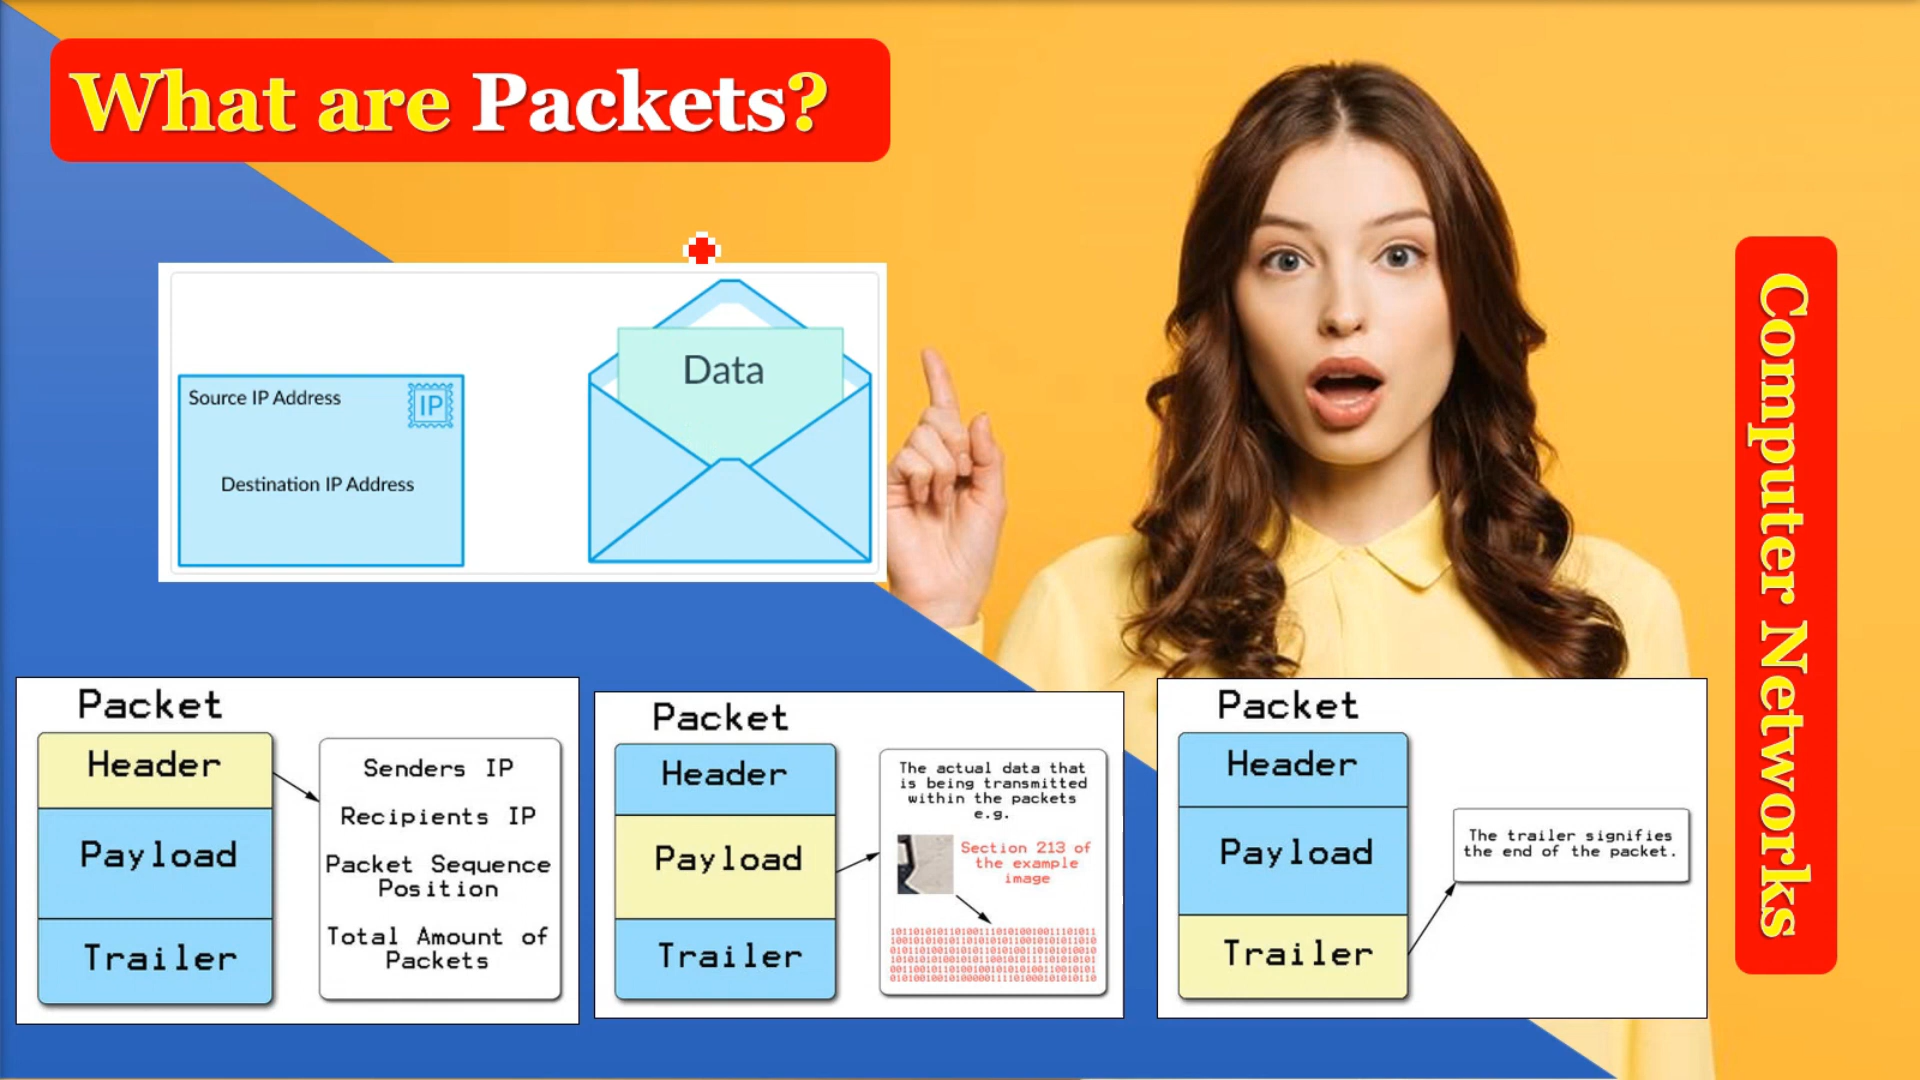 What are Packets?
Source IP Address
IP
Destination IP Address
Data
Computer Networks
Packet
Header
Payload
Trailer
Senders IP
Recipients IP
Packet Sequence
Position
Total Amount of
Packets
Packet
Header
Payload
Trailer
The actual data that
is being transmitted
within the packets
e.g.
Section 213 of
the example
image
Packet
Header
Payload
Trailer
The trailer signifies
the end of the packet.